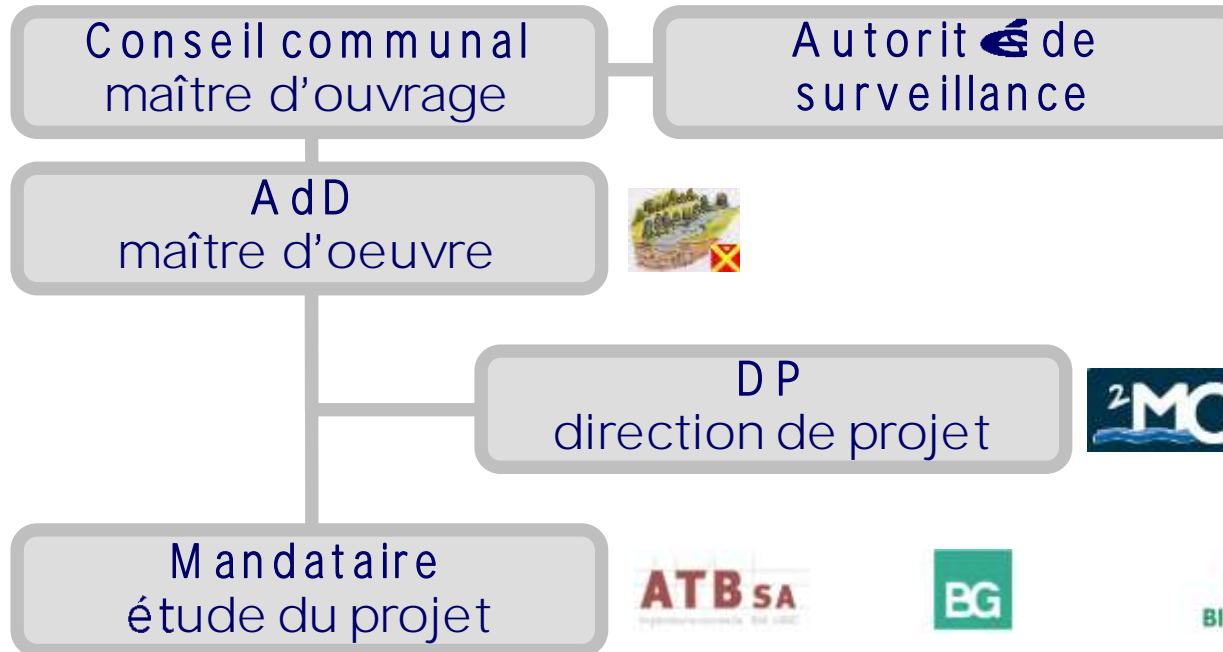 Conseil communal
maître d'ouvrage
Autorité de
surveillance
AdD
maître d'oeuvre
DP
direction de projet
2MO
Mandataire
étude du projet
ATB SA
BG